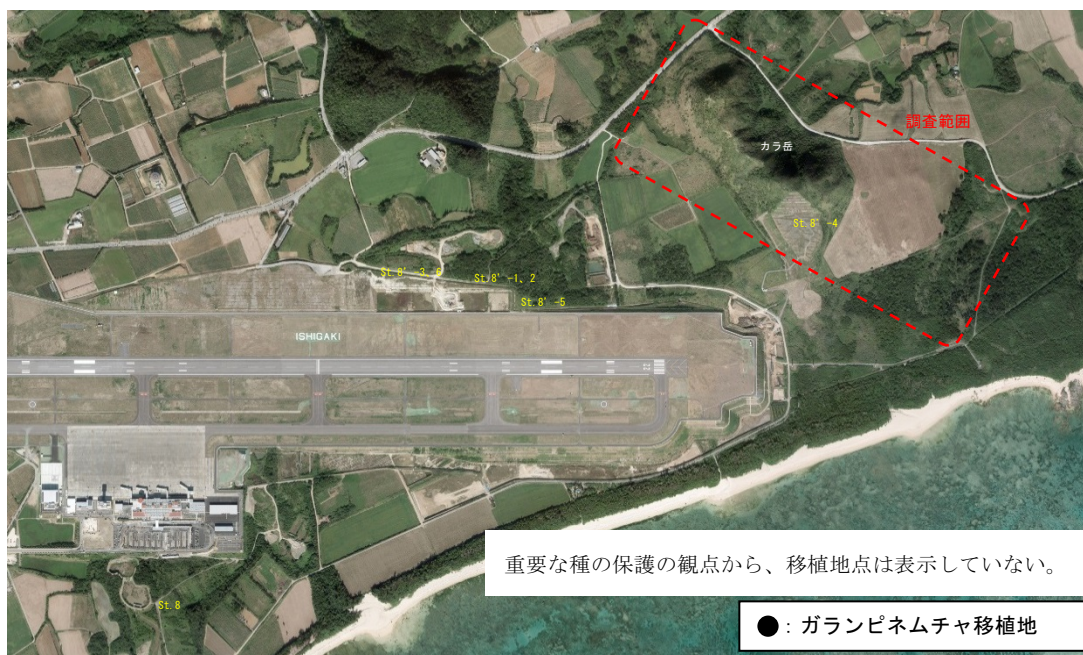 調査範囲
カラ岳
St.8’-4
St.8’-3、6
St.8’-1、2
St.8’-5
ISHIGAKI
重要な種の保護の観点から、移植地点は表示していない。
St.8
●：ガランピネムチャ移植地